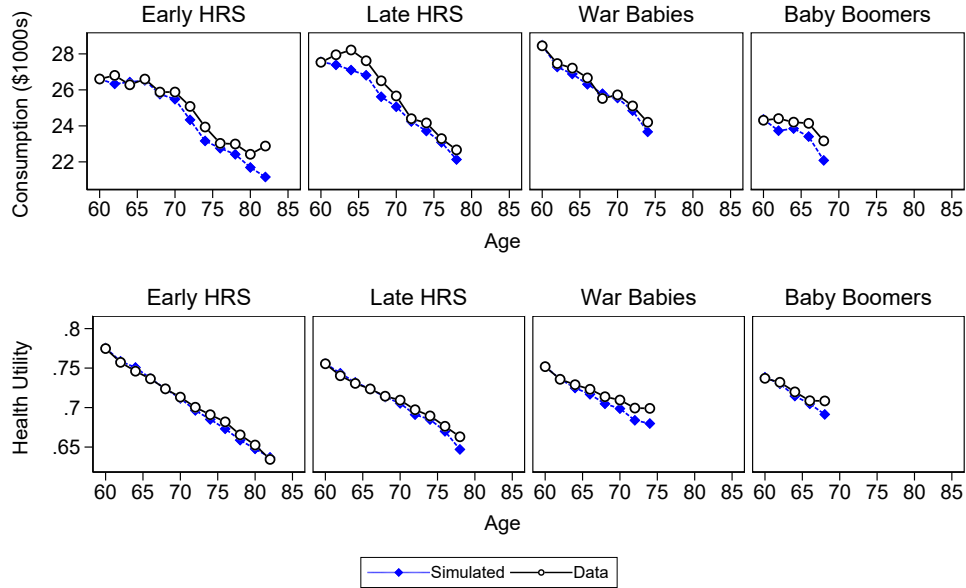 Early HRS Late HRS War Babies Baby Boomers
Consumption ($1000s)
28
26
24
22
60 65 70 75 80 85 60 65 70 75 80 85 60 65 70 75 80 85 60 65 70 75 80 85
Age
Early HRS Late HRS War Babies Baby Boomers
Health Utility
.8
.75
.7
.65
60 65 70 75 80 85 60 65 70 75 80 85 60 65 70 75 80 85 60 65 70 75 80 85
Age
Simulated Data